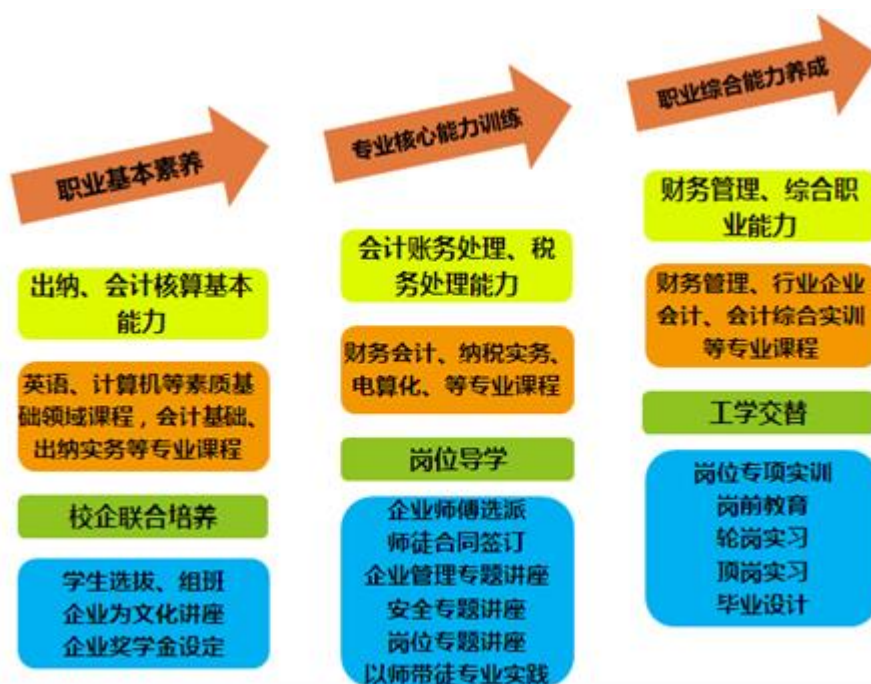 职业基本素养
出纳、会计核算基本
能力
英语、计算机等素质基
础领域课程，会计基础、
出纳实务等专业课程
校企联合培养
学生选拔、组班
企业为文化讲座
企业奖学金设定
专业核心能力训练
会计账务处理、税
务处理能力
财务会计、纳税实务、
电算化、等专业课程
岗位导学
企业师傅选派
师徒合同签订
企业管理专题讲座
安全专题讲座
岗位专题讲座
以师带徒专业实践
职业综合能力养成
财务管理、综合职
业能力
财务管理、行业企业
会计、会计综合实训
等专业课程
工学交替
岗位专项实训
岗前教育
轮岗实习
顶岗实习
毕业设计